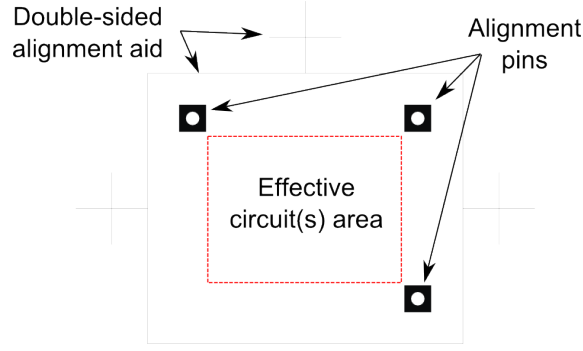 Double-sided
alignment aid
Alignment
pins
Effective
circuit(s) area